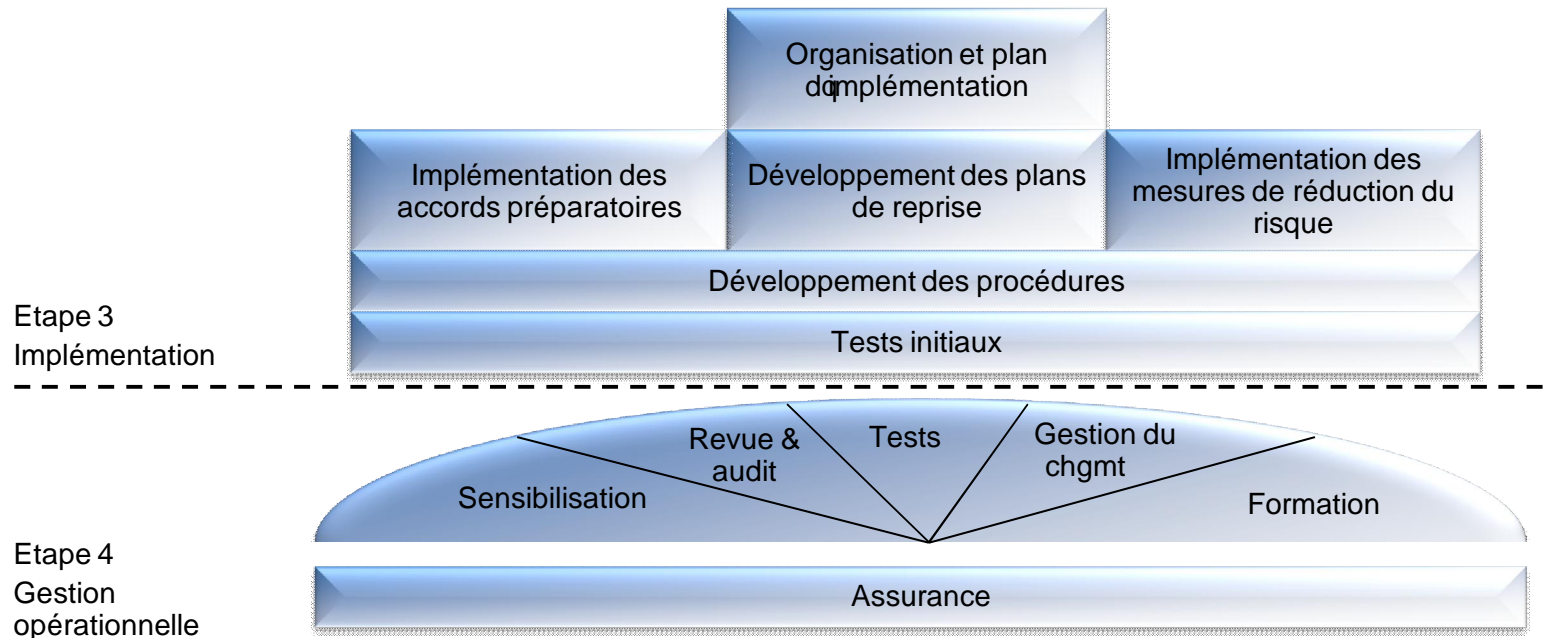 Organisation et plan
doimplémentation
Implémentation des
accords préparatoires
Développement des plans
de reprise
Implémentation des
mesures de réduction du
risque
Développement des procédures
Tests initiaux
Etape 3
Implémentation
Sensibilisation
Revue &
audit
Tests
Gestion du
chgmt
Formation
Assurance
Etape 4
Gestion
opérationnelle